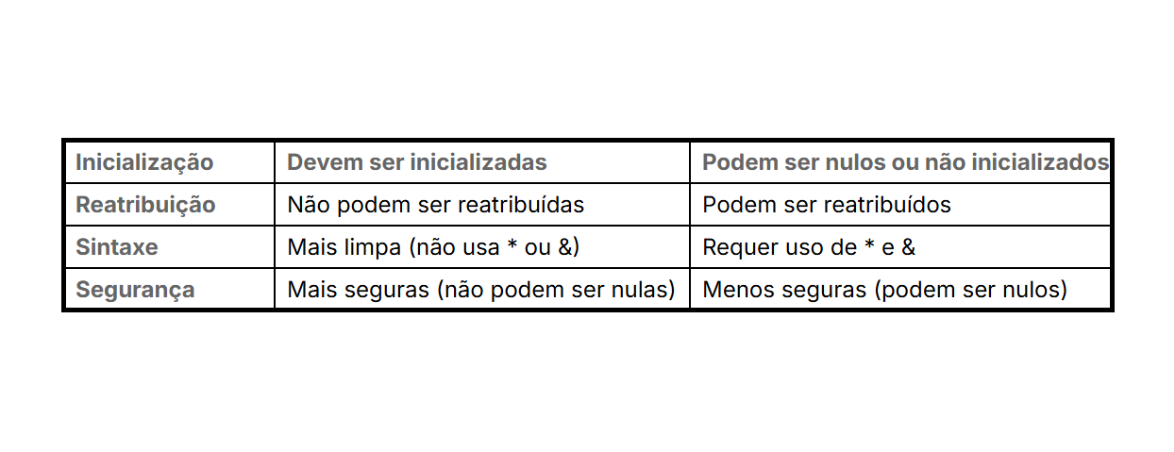 Inicialização Devem ser inicializadas Podem ser nulos ou não inicializados
Reatribuição Não podem ser reatribuídas Podem ser reatribuídos
Sintaxe Mais limpa (não usa * ou &) Requer uso de * e &
Segurança Mais seguras (não podem ser nulas) Menos seguras (podem ser nulos)